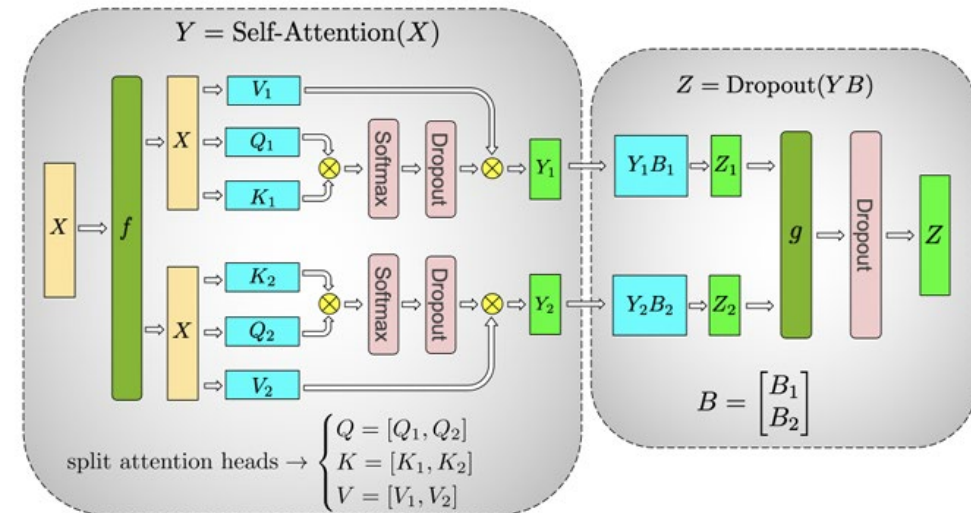 Y = Self-Attention(X)
X
f
X
V₁
Q₁
K₁
Softmax
Dropout
Y₁
X
K₂
Q₂
V₂
Softmax
Dropout
Y₂
split attention heads → { Q = [Q₁, Q₂]
K = [K₁, K₂]
V = [V₁, V₂]
Z = Dropout(YB)
Y₁B₁
Z₁
Y₂B₂
Z₂
g
Dropout
Z
B = [B₁
B₂]